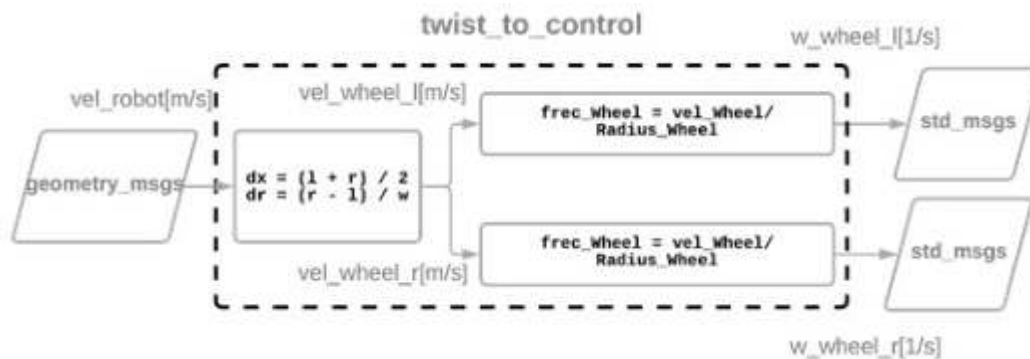 twist_to_control
w_wheel_l[1/s]
vel_robot[m/s]
vel_wheel_l[m/s]
frec_Wheel = vel_Wheel/
Radius_Wheel
std_msgs
geometry_msgs
dx = (l + r) / 2
dr = (r - l) / w
frec_Wheel = vel_Wheel/
Radius_Wheel
std_msgs
vel_wheel_r[m/s]
w_wheel_r[1/s]